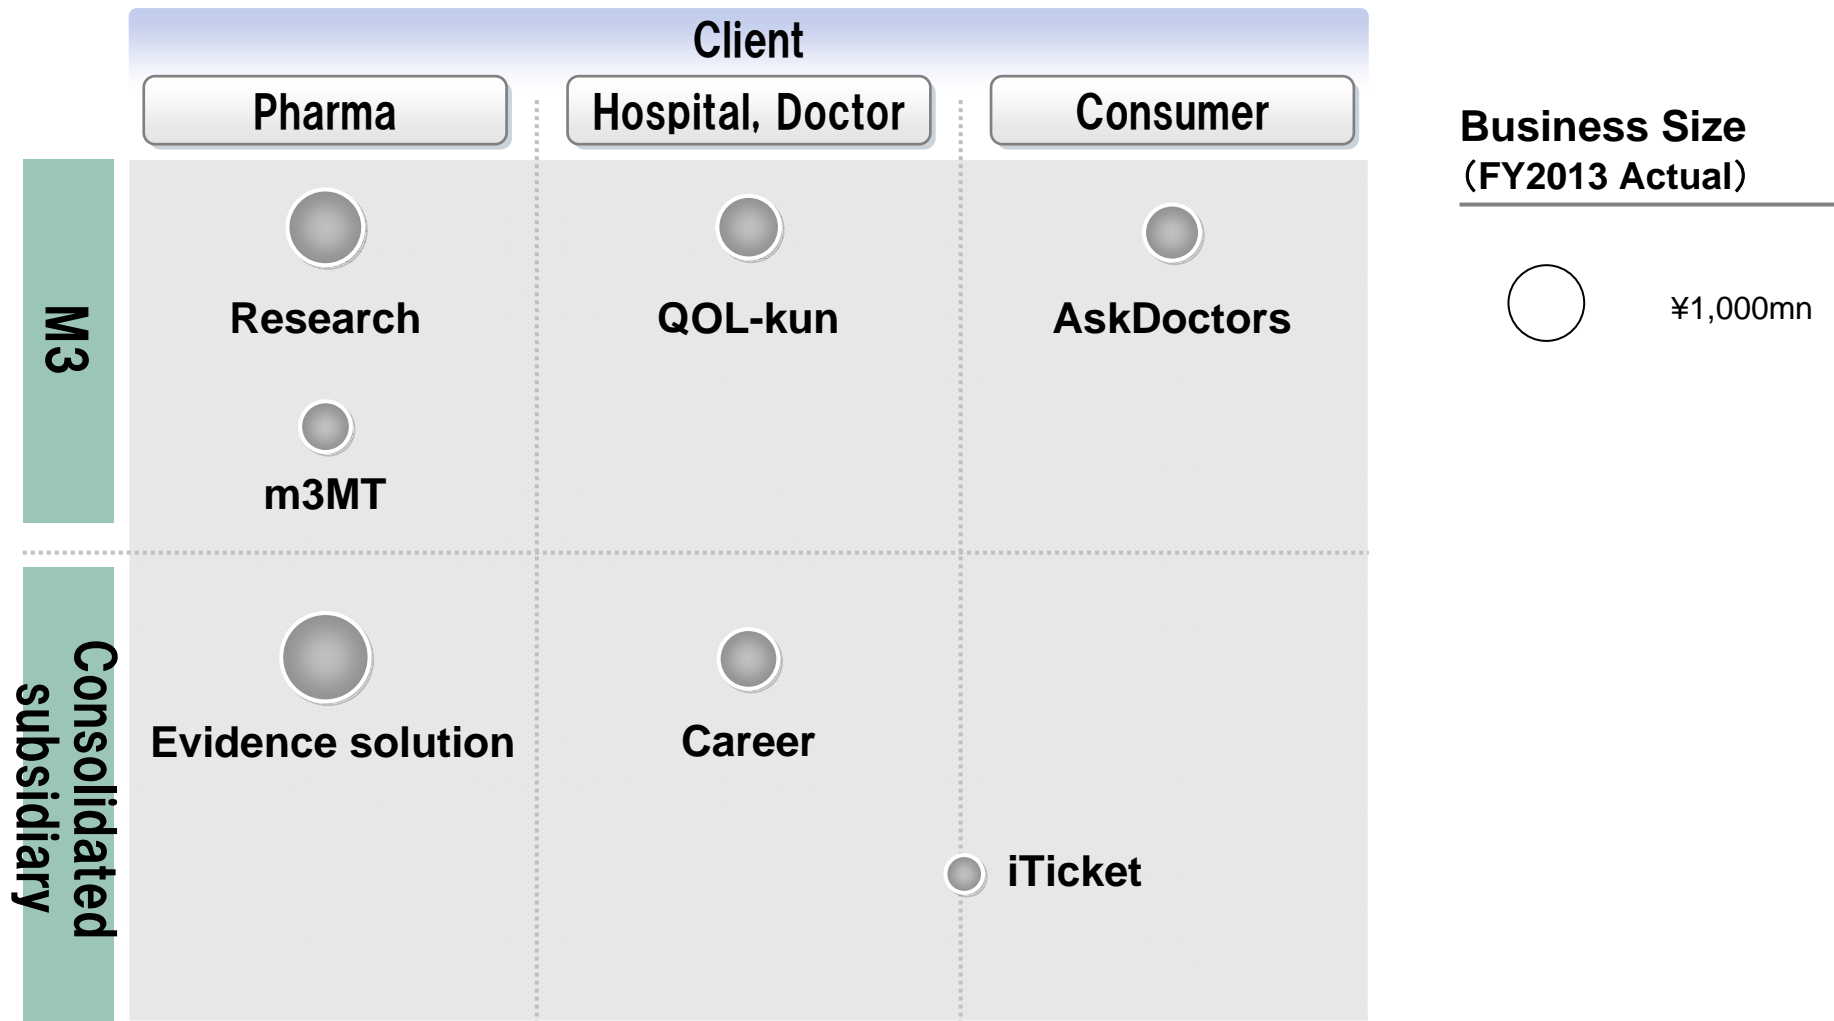 Client
Pharma
Hospital, Doctor
Consumer
Business Size
（FY2013 Actual）
¥1,000mn
M3
Research
QOL-kun
AskDoctors
m3MT
Consolidated
subsidiary
Evidence solution
Career
iTicket